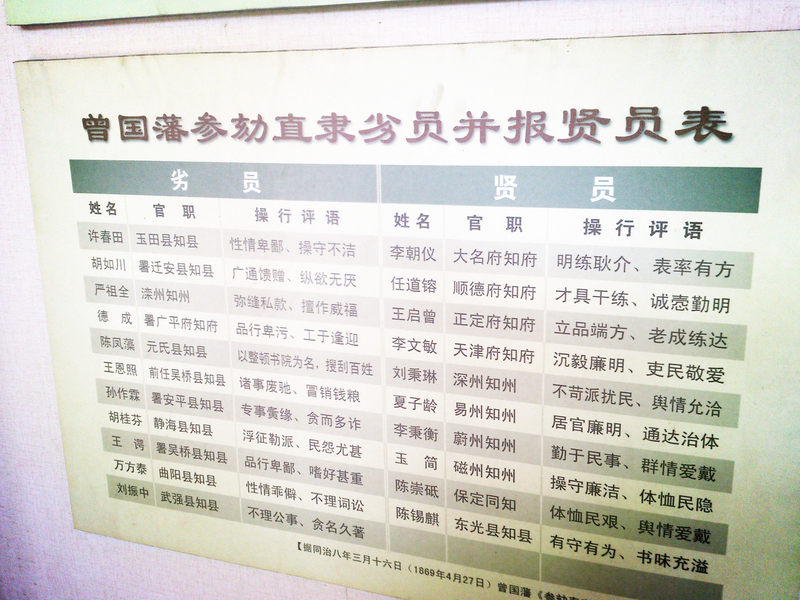 曾国藩参劾直隶劣员并报贤员表
劣 员 贤 员
姓名 官 职 操 行 评 语 姓 名 官 职 操 行 评 语
许春田 玉田县知县 性情卑鄙、操守不洁 李朝仪 大名府知府 明练耿介、表率有方
胡如川 署迁安县知县 广通馈赠、纵欲无厌 任道镕 顺德府知府 才具干练、诚悫勤明
严祖全 滦州知州 弥缝私款、擅作威福 王启曾 正定府知府 立品端方、老成练达
德 成 署广平府知府 品行卑污、工于逢迎 李文敏 天津府知府 沉毅廉明、吏民敬爱
陈凤藻 元氏县知县 以整顿书院为名，搜刮百姓 刘秉琳 深州知州 不苛派扰民、舆情允洽
王恩照 前任吴桥县知县 诸事废弛、冒销钱粮 夏子龄 易州知州 居官廉明、通达治体
孙作霖 署安平县知县 专事夤缘、贪而多诈 李秉衡 蔚州知州 勤于民事、群情爱戴
胡桂芬 静海县知县 浮征勒派、民怨尤甚 玉 简 磁州知州 操守廉洁、体恤民隐
王 谔 署吴桥县知县 品行卑鄙、嗜好甚重 陈崇砥 保定同知 体恤民艰、舆情爱戴
万方泰 曲阳县知县 性情乖僻、不理词讼 陈锡麒 东光县知县 有守有为、书味充溢
刘振中 武强县知县 不理公事、贪名久著
【据同治八年三月十六日（1869年4月27日）曾国藩《参劾